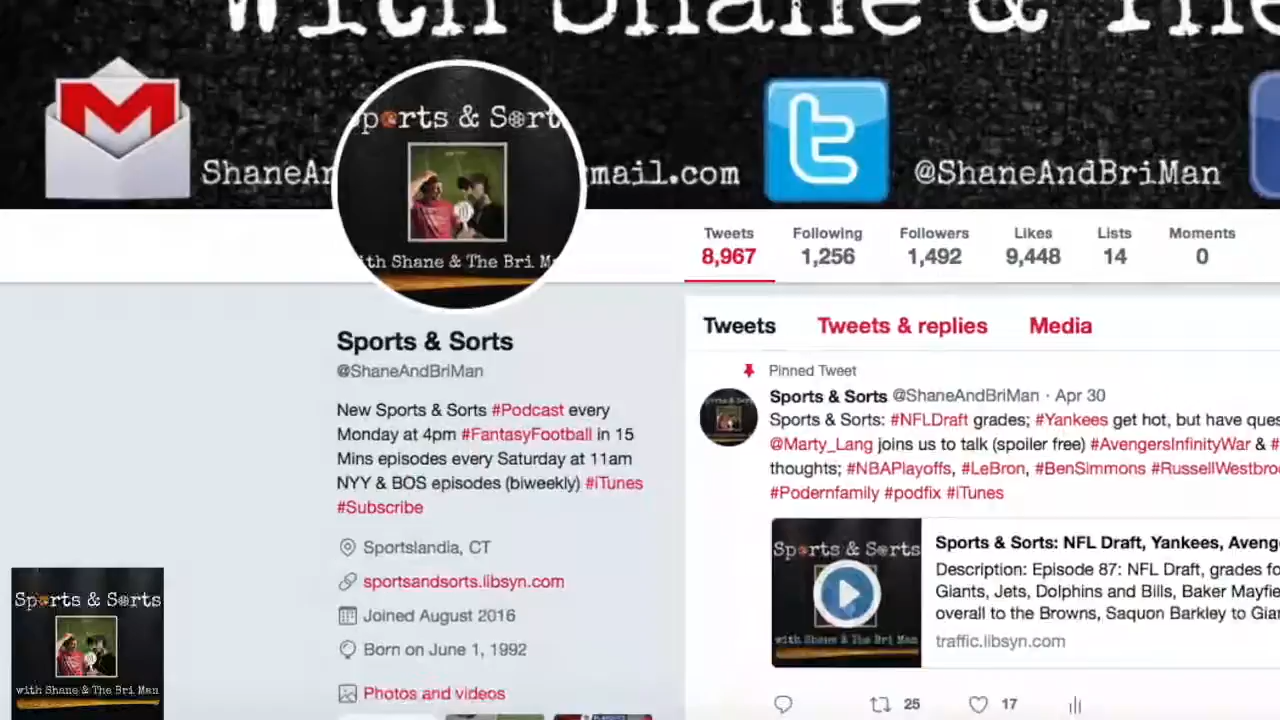 with Shane & The
Sports & Sorts
with Shane & The Bri M
ShaneAn
mail.com
@ShaneAndBriMan
Tweets Following Followers Likes Lists Moments
8,967 1,256 1,492 9,448 14 0
Sports & Sorts
@ShaneAndBriMan
New Sports & Sorts #Podcast every
Monday at 4pm #FantasyFootball in 15
Mins episodes every Saturday at 11am
NYY & BOS episodes (biweekly) #iTunes
#Subscribe
Sportslandia, CT
sportsandsorts.libsyn.com
Joined August 2016
Born on June 1, 1992
Photos and videos
Tweets Tweets & replies Media
Pinned Tweet
Sports & Sorts @ShaneAndBriMan · Apr 30
Sports & Sorts: #NFLDraft grades; #Yankees get hot, but have ques
@Marty_Lang joins us to talk (spoiler free) #AvengersInfinityWar & #
thoughts; #NBAPlayoffs, #LeBron, #BenSimmons #RussellWestbroo
#Podernfamily #podfix #iTunes
Sports & Sorts
with Shane & The Bri Man
Sports & Sorts: NFL Draft, Yankees, Aveng
Description: Episode 87: NFL Draft, grades fo
Giants, Jets, Dolphins and Bills, Baker Mayfie
overall to the Browns, Saquon Barkley to Gia
traffic.libsyn.com
25 17
Sports & Sorts
with Shane & The Bri Man